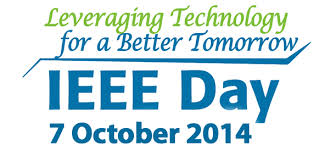 Leveraging Technology
for a Better Tomorrow
IEEE Day
7 October 2014